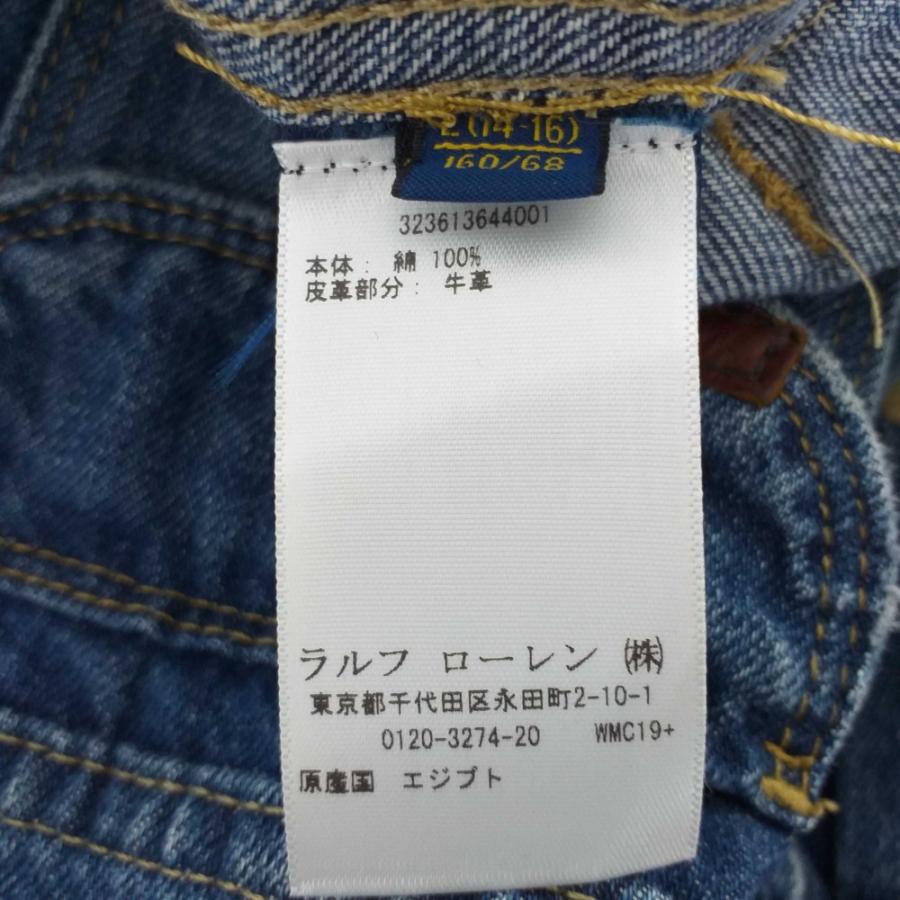 (14-16)
160/68
323613644001
本体: 綿 100%
皮革部分: 牛革
ラルフ ローレン ㈱
東京都千代田区永田町2-10-1
0120-3274-20 WMC19+
原産国 エジプト